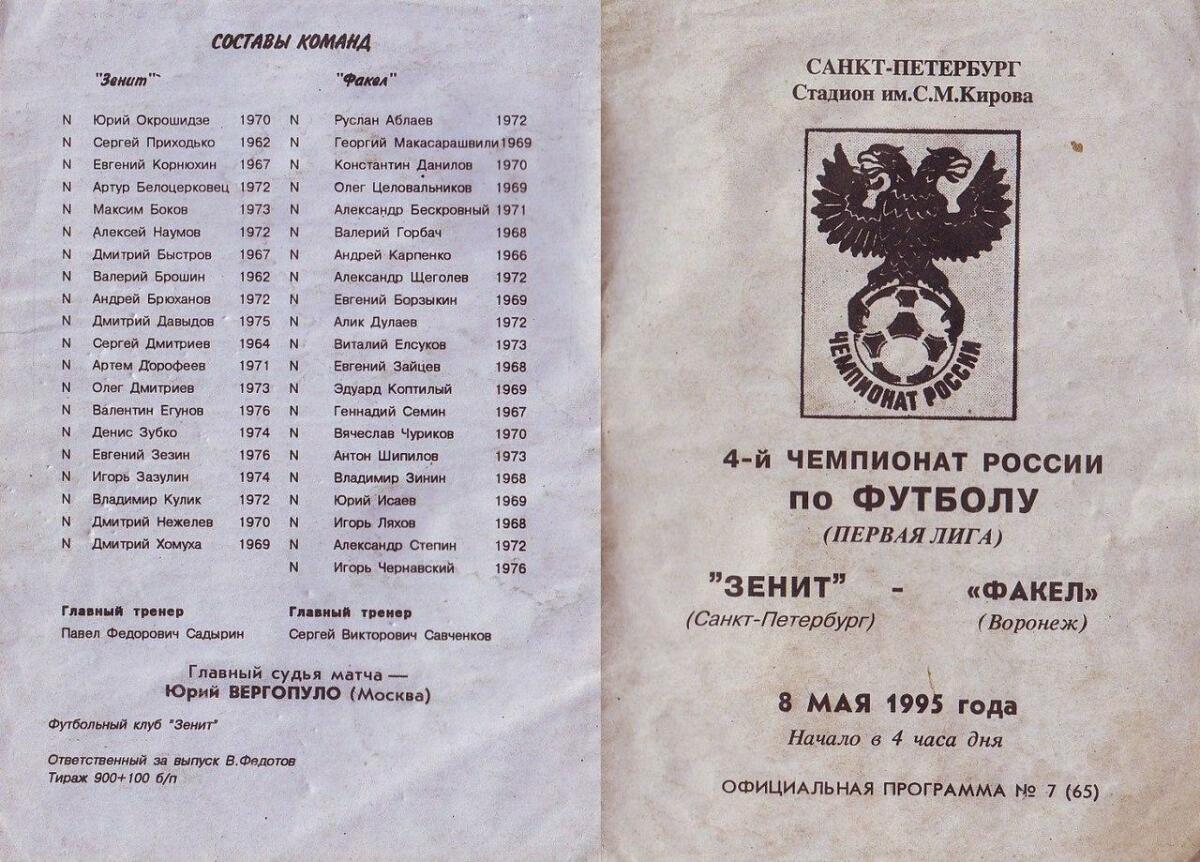 СОСТАВЫ КОМАНД
"Зенит" "Факел"
N Юрий Окрошидзе 1970 N Руслан Аблаев 1972
N Сергей Приходько 1962 N Георгий Макасарашвили 1969
N Евгений Корнюхин 1967 N Константин Данилов 1970
N Артур Белоцерковец 1972 N Олег Целовальников 1969
N Максим Боков 1973 N Александр Бескровный 1971
N Алексей Наумов 1972 N Валерий Горбач 1968
N Дмитрий Быстров 1967 N Андрей Карпенко 1966
N Валерий Брошин 1962 N Александр Щеголев 1972
N Андрей Брюханов 1972 N Евгений Борзыкин 1969
N Дмитрий Давыдов 1975 N Алик Дулаев 1972
N Сергей Дмитриев 1964 N Виталий Елсуков 1973
N Артем Дорофеев 1971 N Евгений Зайцев 1968
N Олег Дмитриев 1973 N Эдуард Коптилый 1969
N Валентин Егунов 1976 N Геннадий Семин 1967
N Денис Зубко 1974 N Вячеслав Чуриков 1970
N Евгений Зезин 1976 N Антон Шипилов 1973
N Игорь Зазулин 1974 N Владимир Зинин 1968
N Владимир Кулик 1972 N Юрий Исаев 1969
N Дмитрий Нежелев 1970 N Игорь Ляхов 1968
N Дмитрий Хомуха 1969 N Александр Степин 1972
N Игорь Чернавский 1976
Главный тренер Главный тренер
Павел Федорович Садырин Сергей Викторович Савченков
Главный судья матча —
Юрий ВЕРГОПУЛО (Москва)
Футбольный клуб "Зенит"
Ответственный за выпуск В.Федотов
Тираж 900+100 б/п
САНКТ-ПЕТЕРБУРГ
Стадион им.С.М.Кирова
ЧЕМПИОНАТ РОССИИ
4-й ЧЕМПИОНАТ РОССИИ
по ФУТБОЛУ
(ПЕРВАЯ ЛИГА)
"ЗЕНИТ" - «ФАКЕЛ»
(Санкт-Петербург) (Воронеж)
8 МАЯ 1995 года
Начало в 4 часа дня
ОФИЦИАЛЬНАЯ ПРОГРАММА № 7 (65)